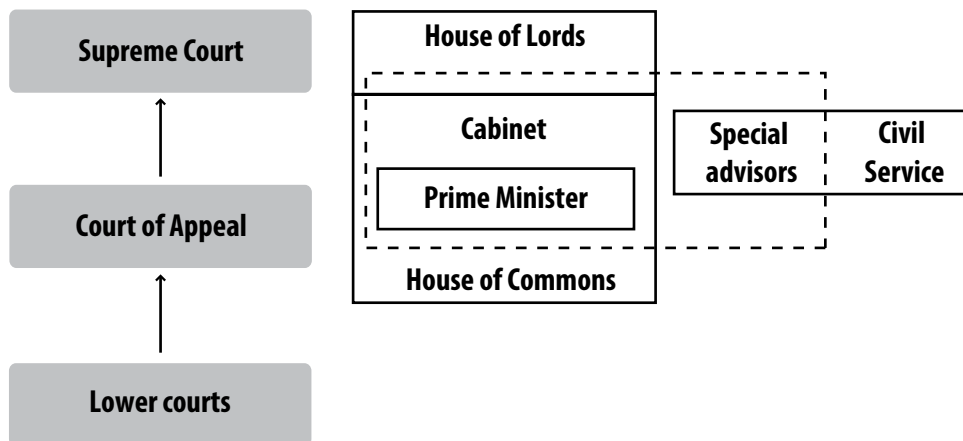 Supreme Court
Court of Appeal
Lower courts
House of Lords
Cabinet
Prime Minister
House of Commons
Special
advisors
Civil
Service